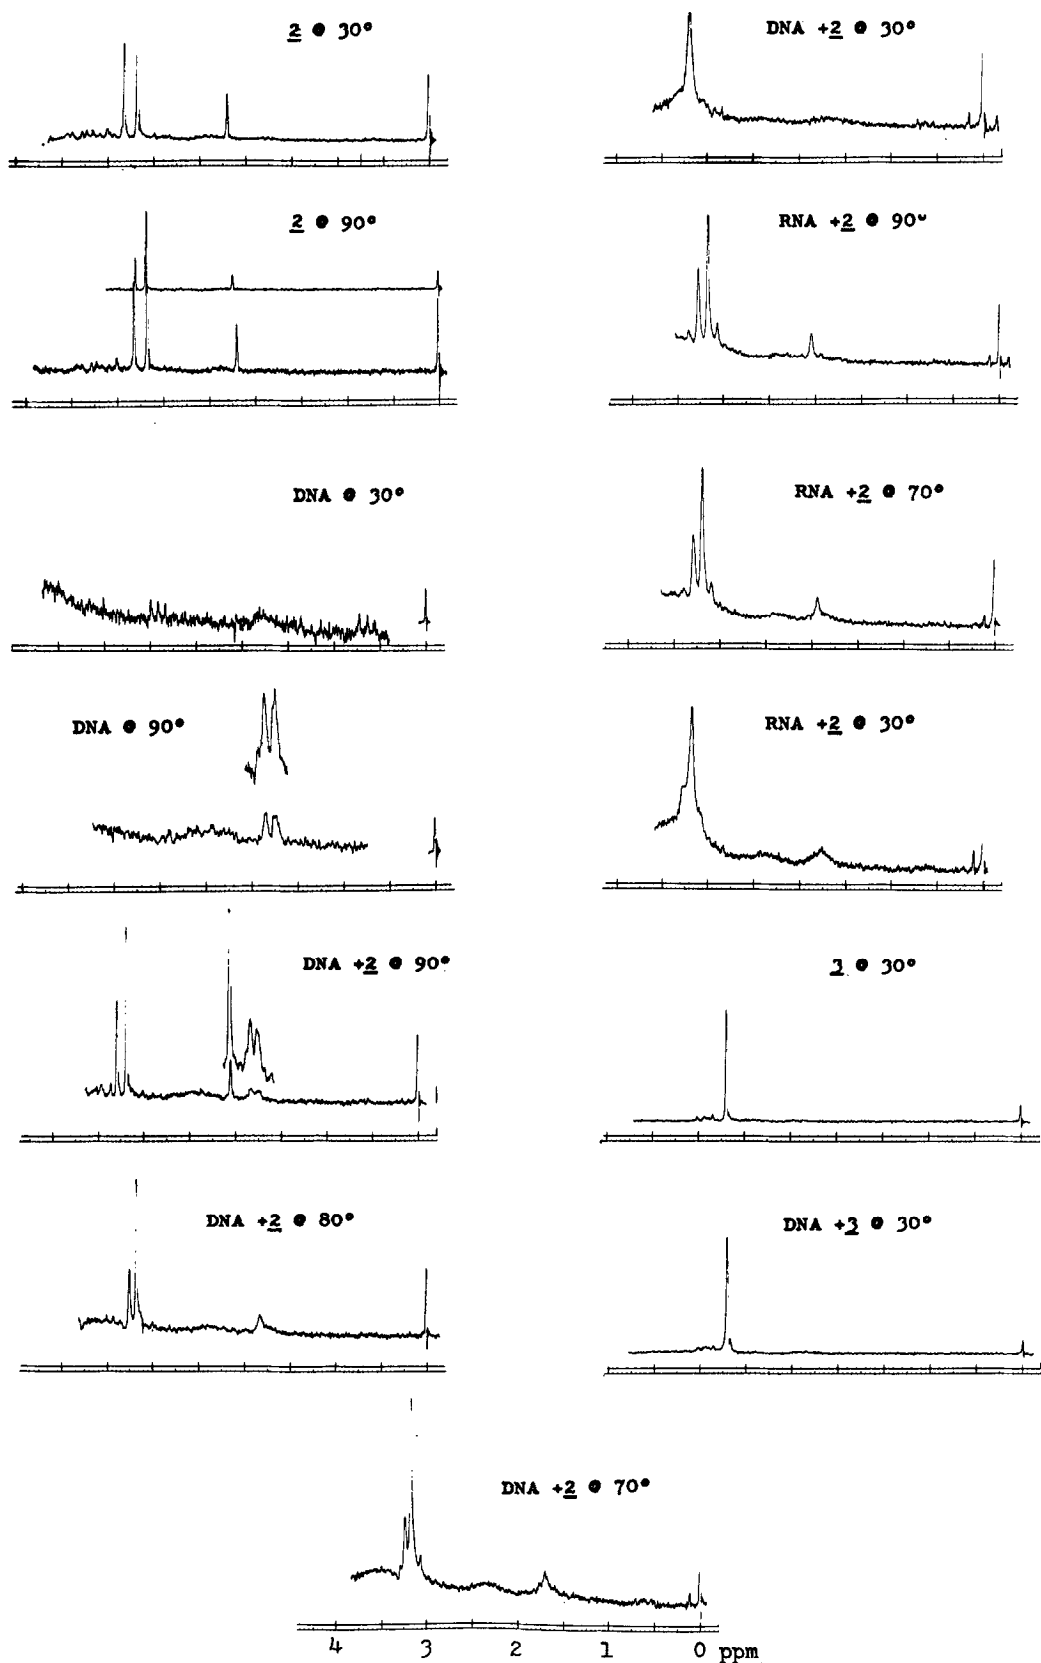 2 @ 30°
2 @ 90°
DNA @ 30°
DNA @ 90°
DNA +2 @ 90°
DNA +2 @ 80°
DNA +2 @ 30°
RNA +2 @ 90°
RNA +2 @ 70°
RNA +2 @ 30°
3 @ 30°
DNA +3 @ 30°
DNA +2 @ 70°
4 3 2 1 0 ppm